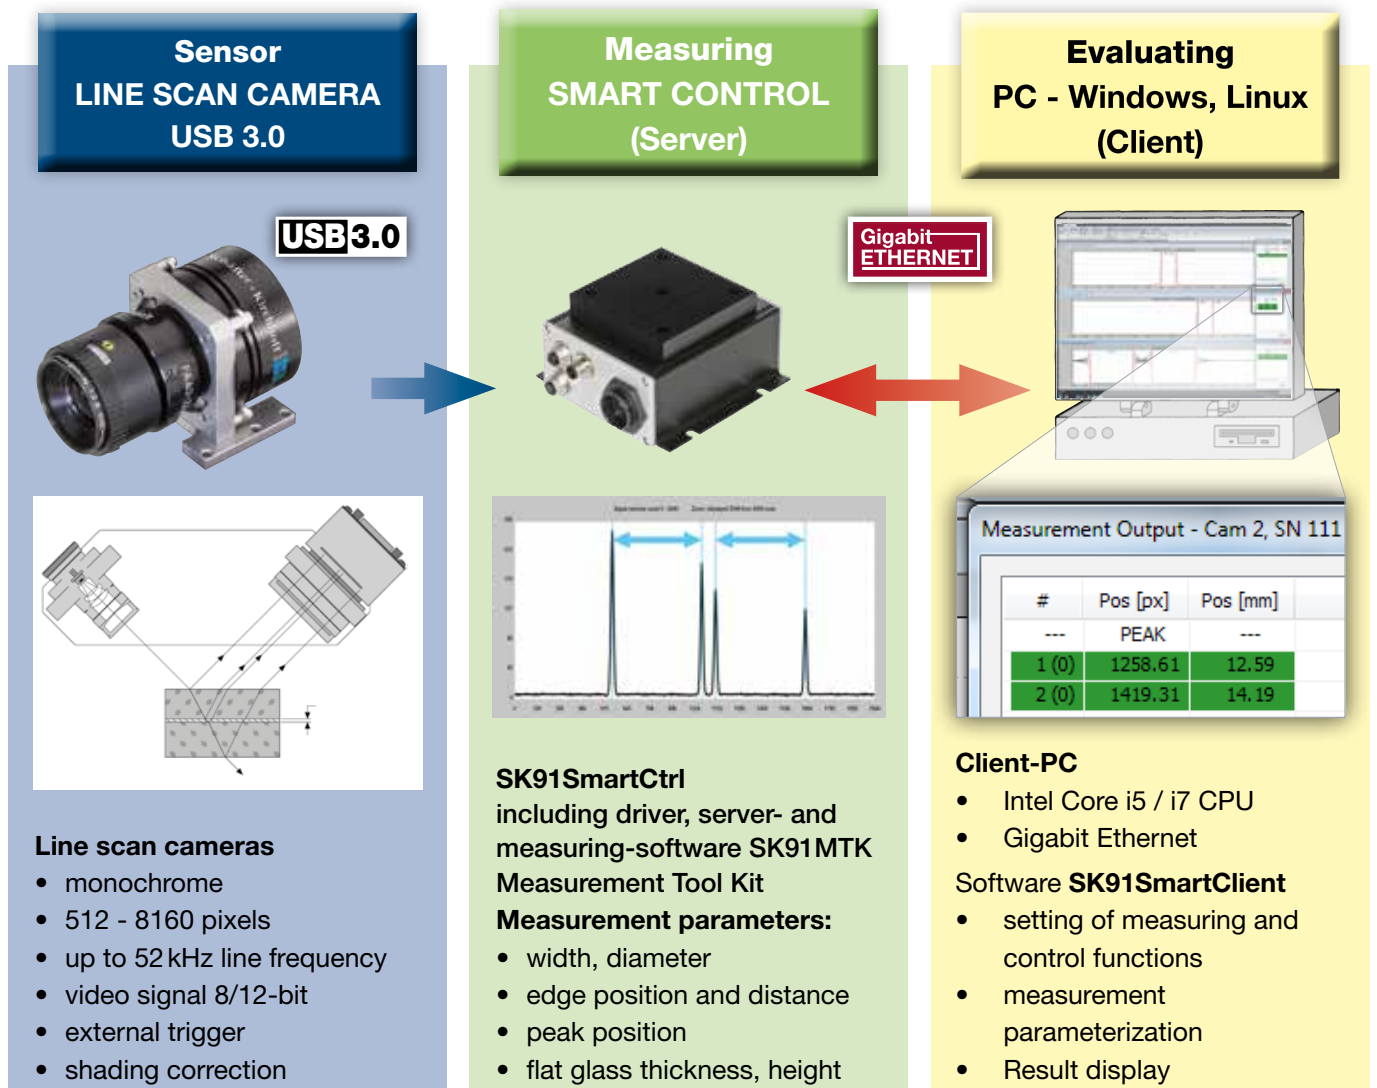 Sensor
LINE SCAN CAMERA
USB 3.0
USB 3.0
Line scan cameras
• monochrome
• 512 - 8160 pixels
• up to 52 kHz line frequency
• video signal 8/12-bit
• external trigger
• shading correction
Measuring
SMART CONTROL
(Server)
Gigabit
ETHERNET
SK91SmartCtrl
including driver, server- and
measuring-software SK91MTK
Measurement Tool Kit
Measurement parameters:
• width, diameter
• edge position and distance
• peak position
• flat glass thickness, height
Evaluating
PC - Windows, Linux
(Client)
Measurement Output - Cam 2, SN 111
# Pos [px] Pos [mm]
--- PEAK ---
1 (0) 1258.61 12.59
2 (0) 1419.31 14.19
Client-PC
• Intel Core i5 / i7 CPU
• Gigabit Ethernet
Software SK91SmartClient
• setting of measuring and
control functions
• measurement
parameterization
• Result display